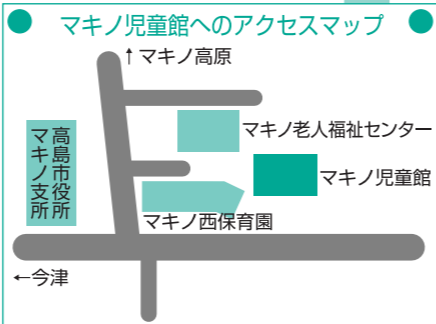 マキノ児童館へのアクセスマップ
↑マキノ高原
マキノ老人福祉センター
高島市役所
マキノ支所
マキノ児童館
マキノ西保育園
←今津